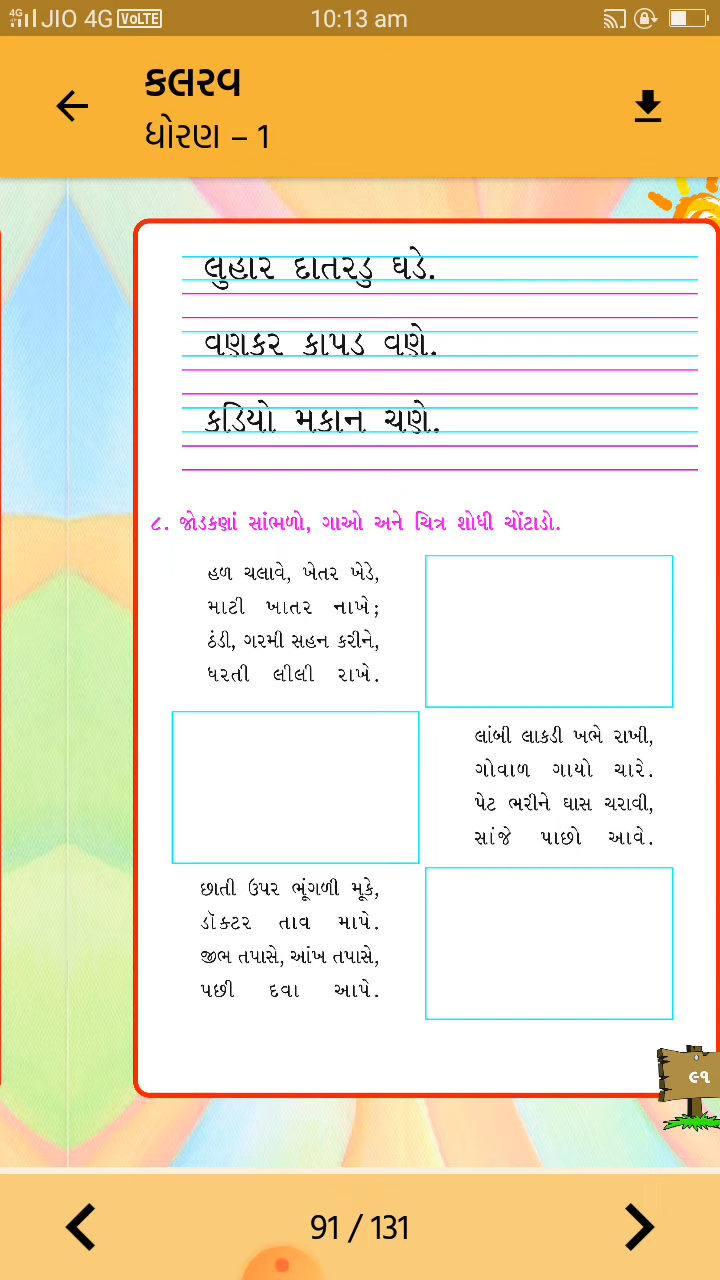 4G JIO 4G VoLTE 10:13 am
કલરવ
ધોરણ – 1
લુહાર દાતરડુ ઘડે.
વણકર કાપડ વણે.
કડિયો મકાન ચણે.
૮. જોડકણાં સાંભળો, ગાઓ અને ચિત્ર શોધી ચોંટાડો.
હળ ચલાવે, ખેતર ખેડે,
માટી ખાતર નાખે;
ઠંડી, ગરમી સહન કરીને,
ધરતી લીલી રાખે.
લાંબી લાકડી ખભે રાખી,
ગોવાળ ગાયો ચારે.
પેટ ભરીને ઘાસ ચરાવી,
સાંજે પાછો આવે.
છાતી ઉપર ભૂંગળી મૂકે,
ડૉક્ટર તાવ માપે.
જીભ તપાસે, આંખ તપાસે,
પછી દવા આપે.
૯૧
91 / 131